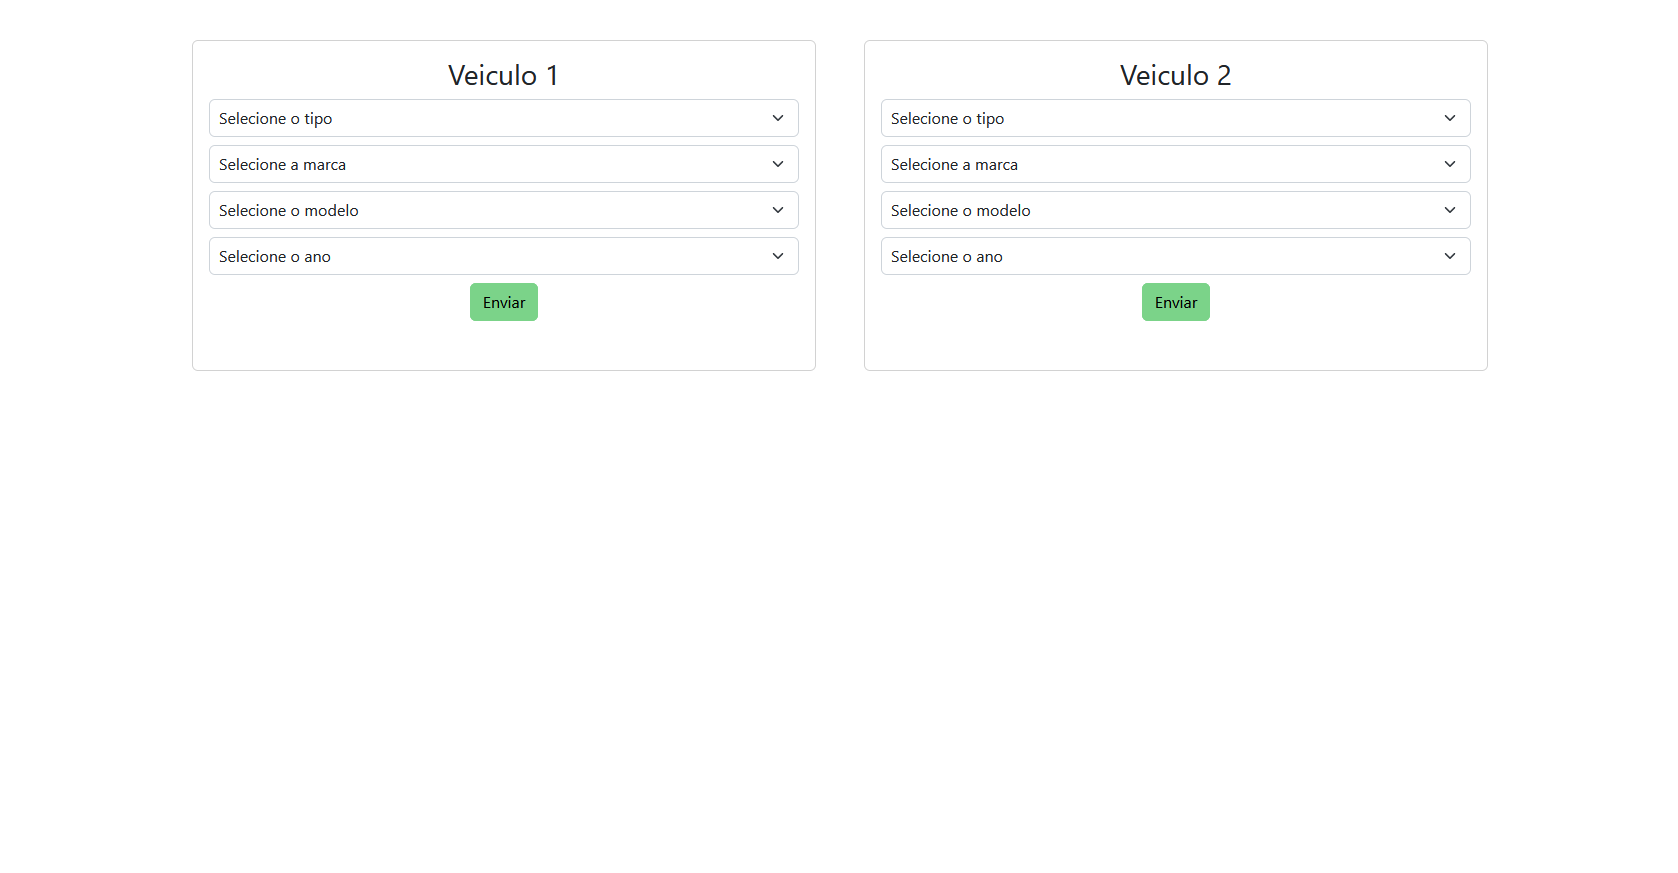 Veiculo 1
Selecione o tipo
Selecione a marca
Selecione o modelo
Selecione o ano
Enviar
Veiculo 2
Selecione o tipo
Selecione a marca
Selecione o modelo
Selecione o ano
Enviar